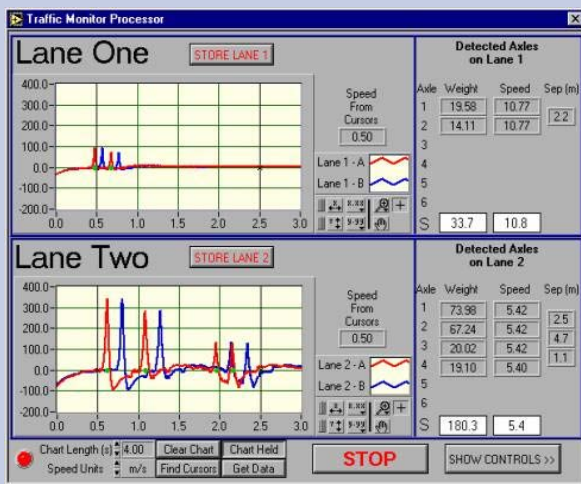 Traffic Monitor Processor
Lane One
STORE LANE 1
400.0
300.0
200.0
100.0
0.0
-100.0
-200.0
0.0 0.5 1.0 1.5 2.0 2.5 3.0
Speed
From
Cursors
0.50
Lane 1 - A
Lane 1 - B
Detected Axles
on Lane 1
Axle Weight Speed Sep (m)
1 19.58 10.77
2.2
2 14.11 10.77
3
4
5
6
S 33.7 10.8
Lane Two
STORE LANE 2
400.0
300.0
200.0
100.0
0.0
-100.0
-200.0
0.0 0.5 1.0 1.5 2.0 2.5 3.0
Speed
From
Cursors
0.50
Lane 2 - A
Lane 2 - B
Detected Axles
on Lane 2
Axle Weight Speed Sep (m)
1 73.98 5.42
2.5
2 67.24 5.42
4.7
3 20.02 5.42
1.1
4 19.10 5.40
5
6
S 180.3 5.4
Chart Length (s) 4.00 Clear Chart Chart Held
Speed Units m/s Find Cursors Get Data
STOP
SHOW CONTROLS >>